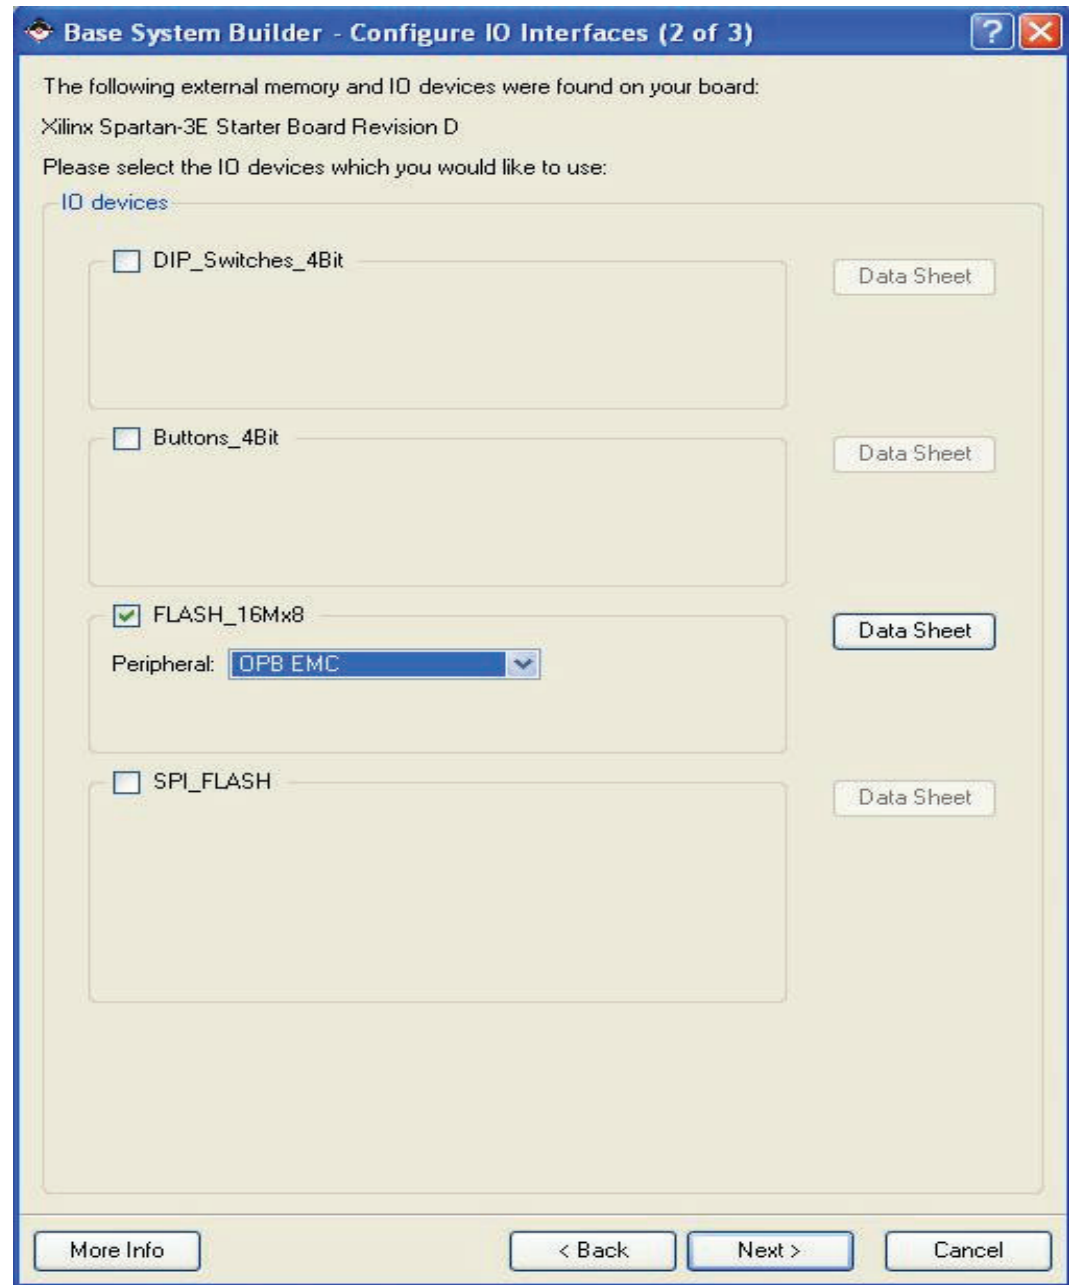 Base System Builder - Configure IO Interfaces (2 of 3)
The following external memory and IO devices were found on your board:
Xilinx Spartan-3E Starter Board Revision D
Please select the IO devices which you would like to use:
IO devices
DIP_Switches_4Bit
Data Sheet
Buttons_4Bit
Data Sheet
FLASH_16Mx8
Data Sheet
Peripheral: OPB EMC
SPI_FLASH
Data Sheet
More Info < Back Next > Cancel